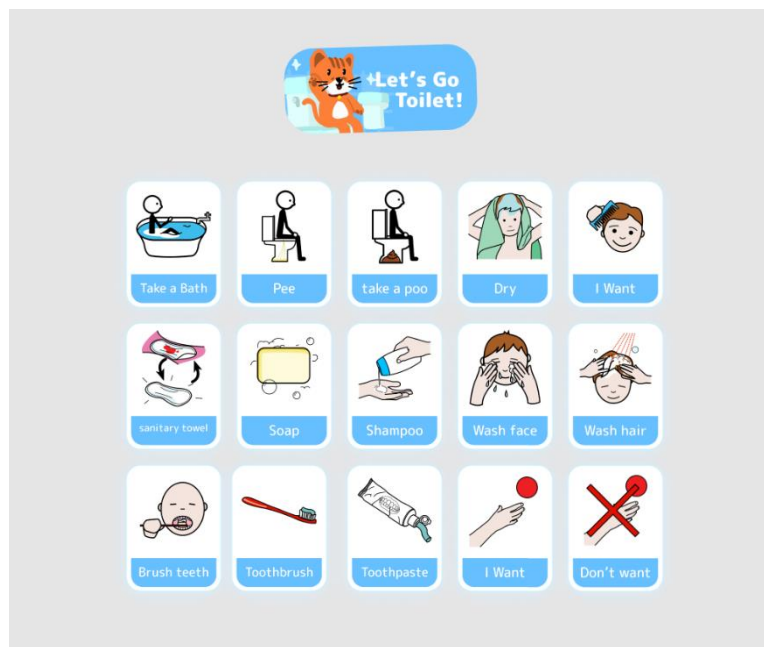 Let's Go
Toilet!
Take a Bath
Pee
take a poo
Dry
I Want
sanitary towel
Soap
Shampoo
Wash face
Wash hair
Brush teeth
Toothbrush
Toothpaste
I Want
Don't want